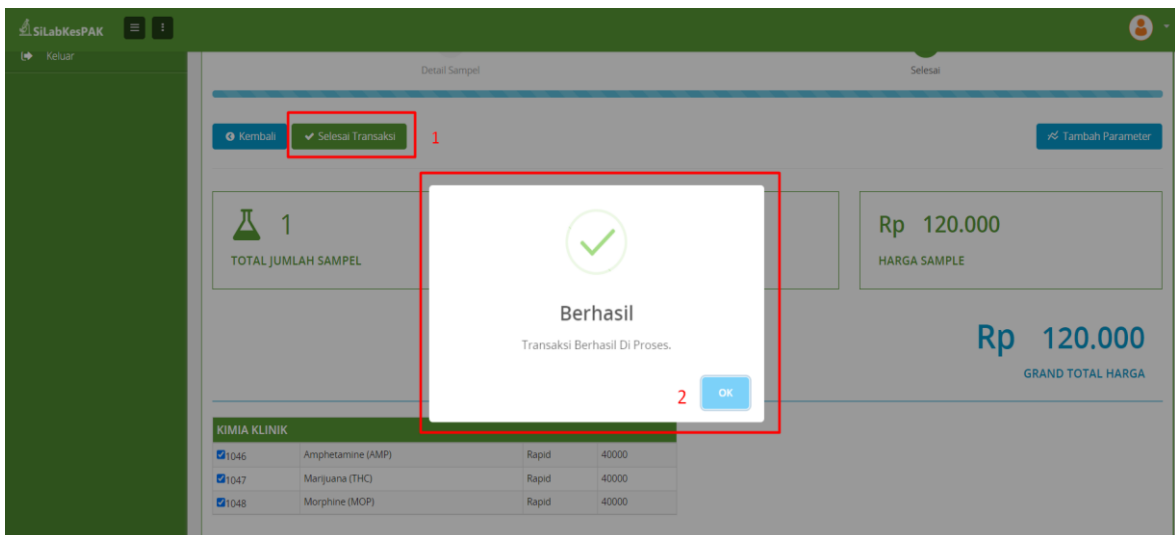 SiLabKesPAK
Keluar
Detail Sampel
Selesai
Kembali
Selesai Transaksi
1
Tambah Parameter
1
TOTAL JUMLAH SAMPEL
Rp 120.000
HARGA SAMPLE
Berhasil
Transaksi Berhasil Di Proses.
2
OK
Rp 120.000
GRAND TOTAL HARGA
KIMIA KLINIK
1046 Amphetamine (AMP) Rapid 40000
1047 Marijuana (THC) Rapid 40000
1048 Morphine (MOP) Rapid 40000